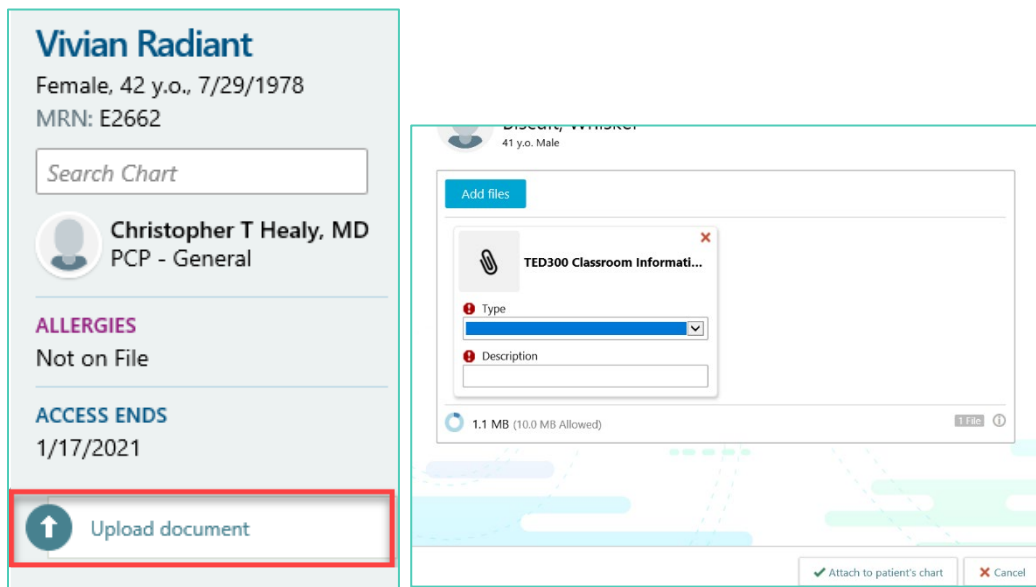 Vivian Radiant
Female, 42 y.o., 7/29/1978
MRN: E2662
Search Chart
Christopher T Healy, MD
PCP - General
ALLERGIES
Not on File
ACCESS ENDS
1/17/2021
Upload document
41 y.o. Male
Add files
TED300 Classroom Informati...
Type
Description
1.1 MB (10.0 MB Allowed)
1 File
Attach to patient's chart
Cancel